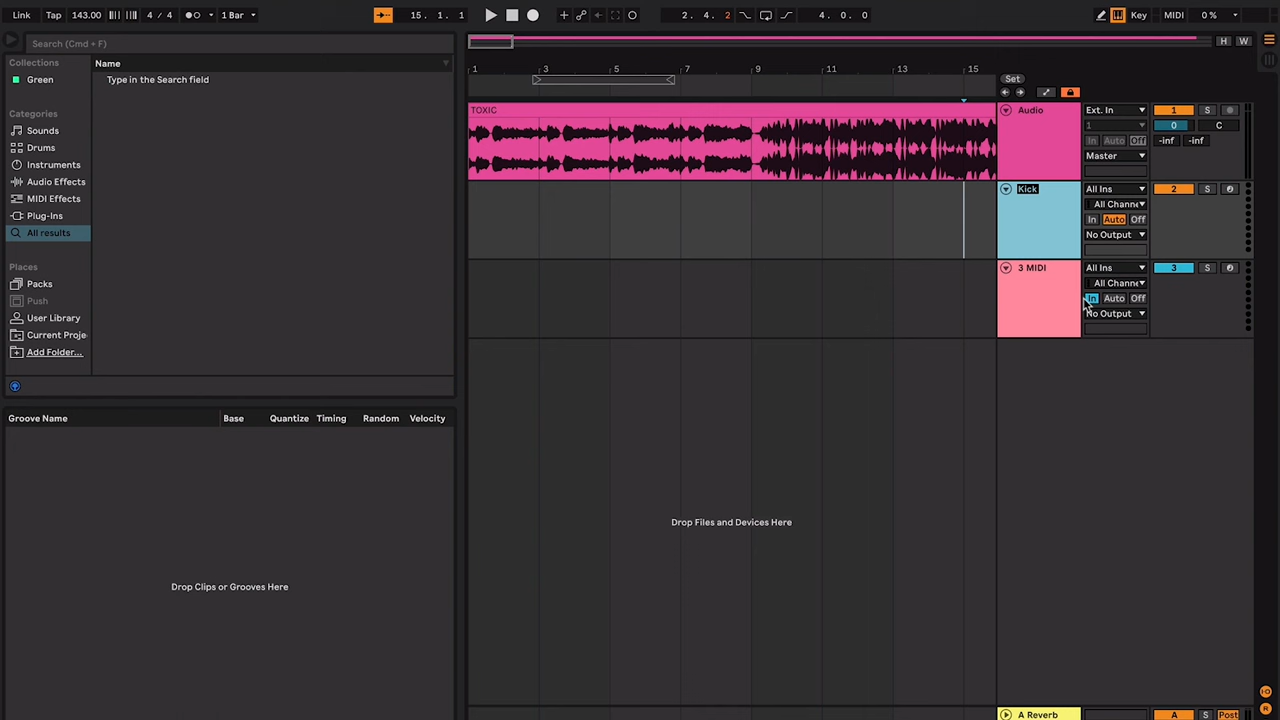 Link Tap 143.00 4 / 4 1 Bar 15. 1. 1 2. 4. 2 4. 0. 0 Key MIDI 0 %
Search (Cmd + F)
H W
Collections
Green
Name
Type in the Search field
1 3 5 7 9 11 13 15
Set
Categories
Sounds
Drums
Instruments
Audio Effects
MIDI Effects
Plug-Ins
All results
Places
Packs
Push
User Library
Current Proje
Add Folder...
TOXIC
Audio Ext. In 1 S
1 0 C
In Auto Off -inf -inf
Master
Kick All Ins 2 S
All Channe
In Auto Off
No Output
3 MIDI All Ins 3 S
All Channe
In Auto Off
No Output
Groove Name Base Quantize Timing Random Velocity
Drop Clips or Grooves Here
Drop Files and Devices Here
I·O
R
A Reverb A S Post